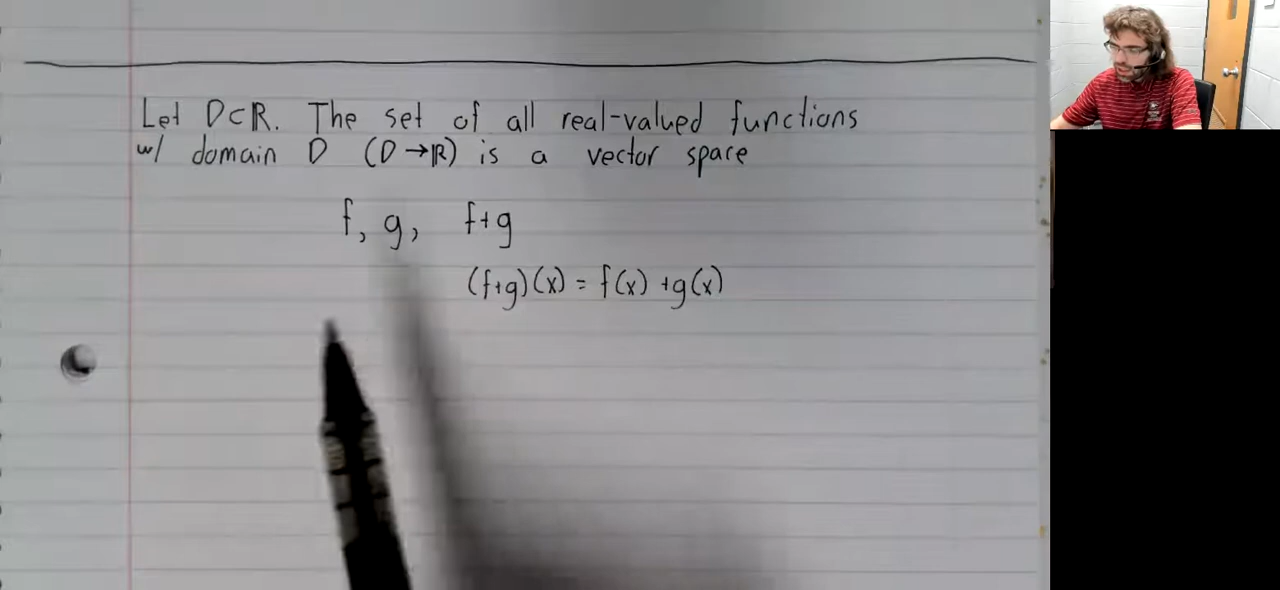 Let D⊂ℝ. The set of all real-valued functions
w/ domain D (D→ℝ) is a vector space
f, g, f+g
(f+g)(x) = f(x) +g(x)